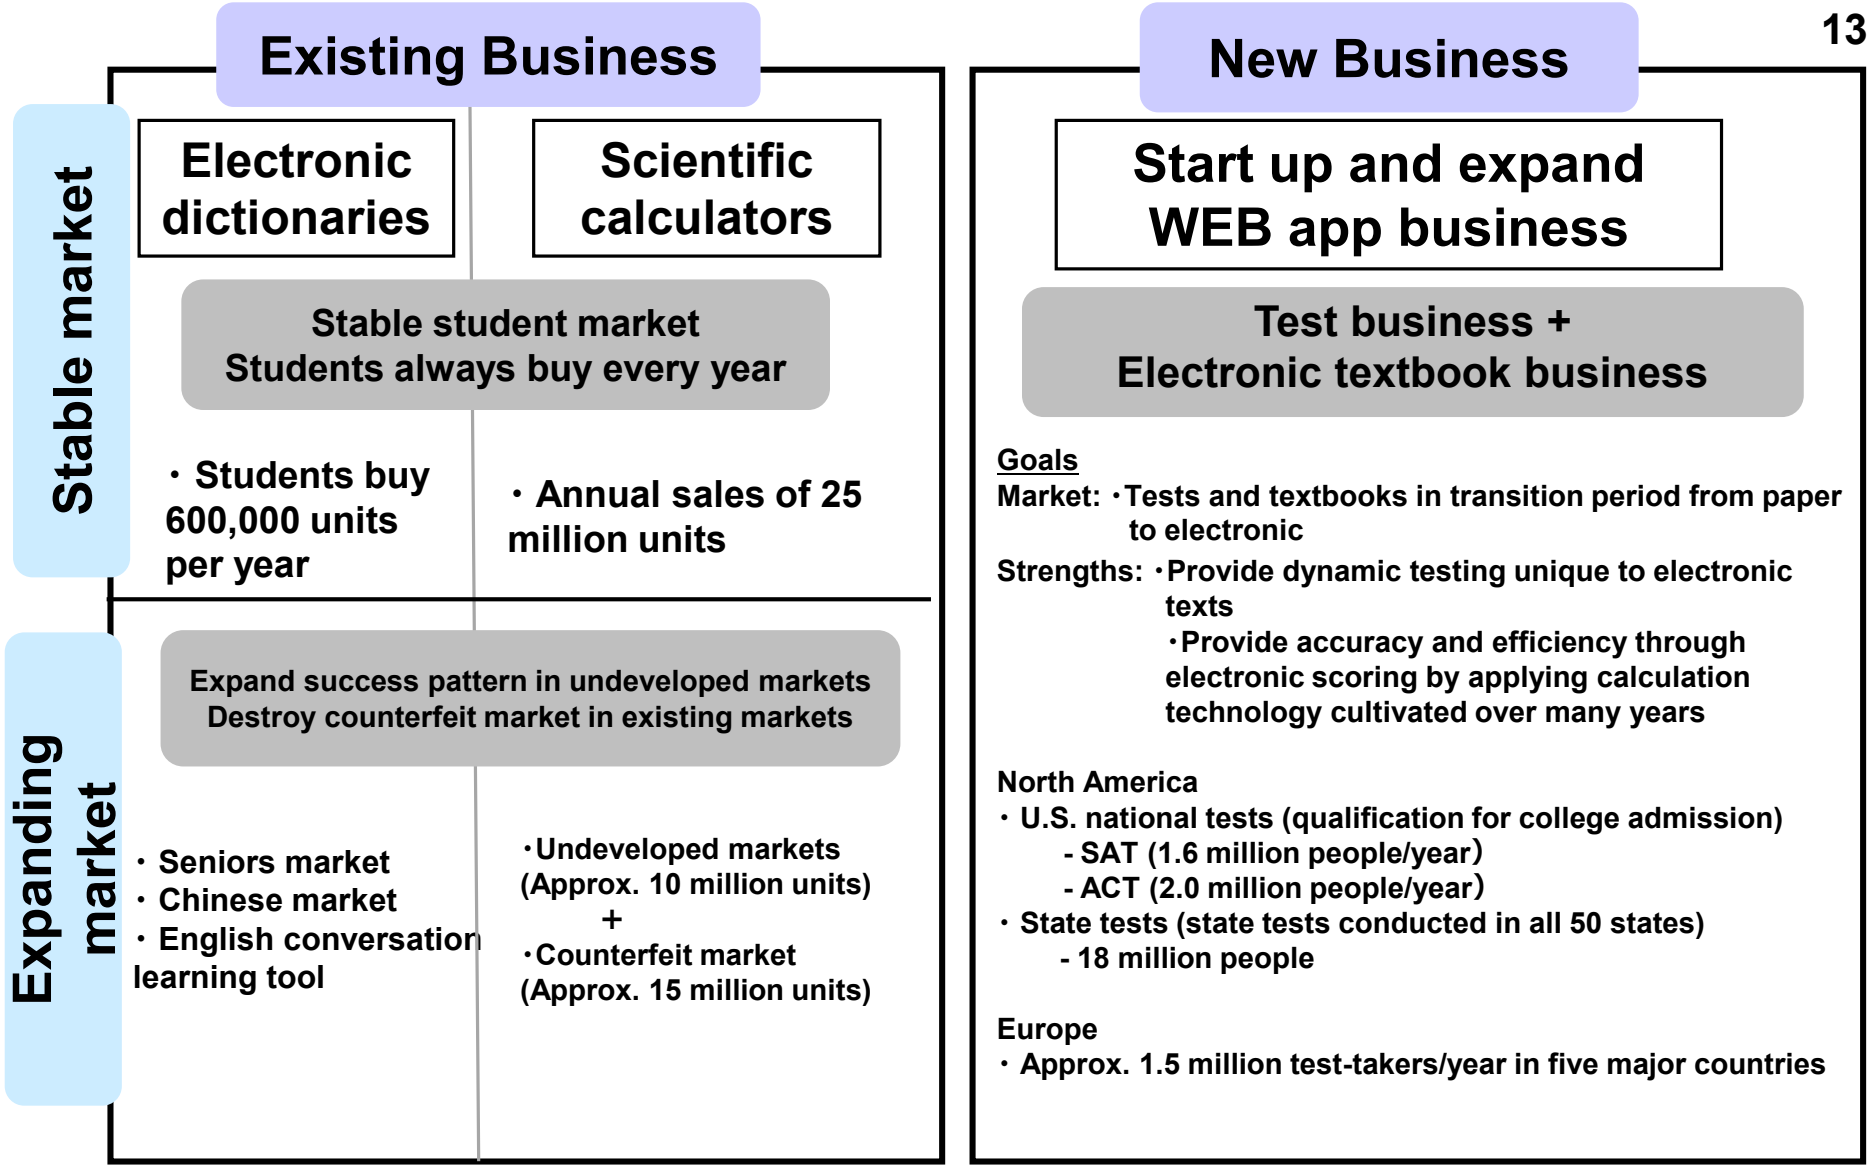 13
Existing Business
Stable market
Electronic
dictionaries
Scientific
calculators
Stable student market
Students always buy every year
・Students buy
600,000 units
per year
・Annual sales of 25
million units
Expanding
market
Expand success pattern in undeveloped markets
Destroy counterfeit market in existing markets
・Seniors market
・Chinese market
・English conversation
learning tool
・Undeveloped markets
(Approx. 10 million units)
＋
・Counterfeit market
(Approx. 15 million units)
New Business
Start up and expand
WEB app business
Test business +
Electronic textbook business
Goals
Market: ・Tests and textbooks in transition period from paper
to electronic
Strengths: ・Provide dynamic testing unique to electronic
texts
・Provide accuracy and efficiency through
electronic scoring by applying calculation
technology cultivated over many years
North America
・U.S. national tests (qualification for college admission)
- SAT (1.6 million people/year）
- ACT (2.0 million people/year）
・State tests (state tests conducted in all 50 states)
- 18 million people
Europe
・Approx. 1.5 million test-takers/year in five major countries